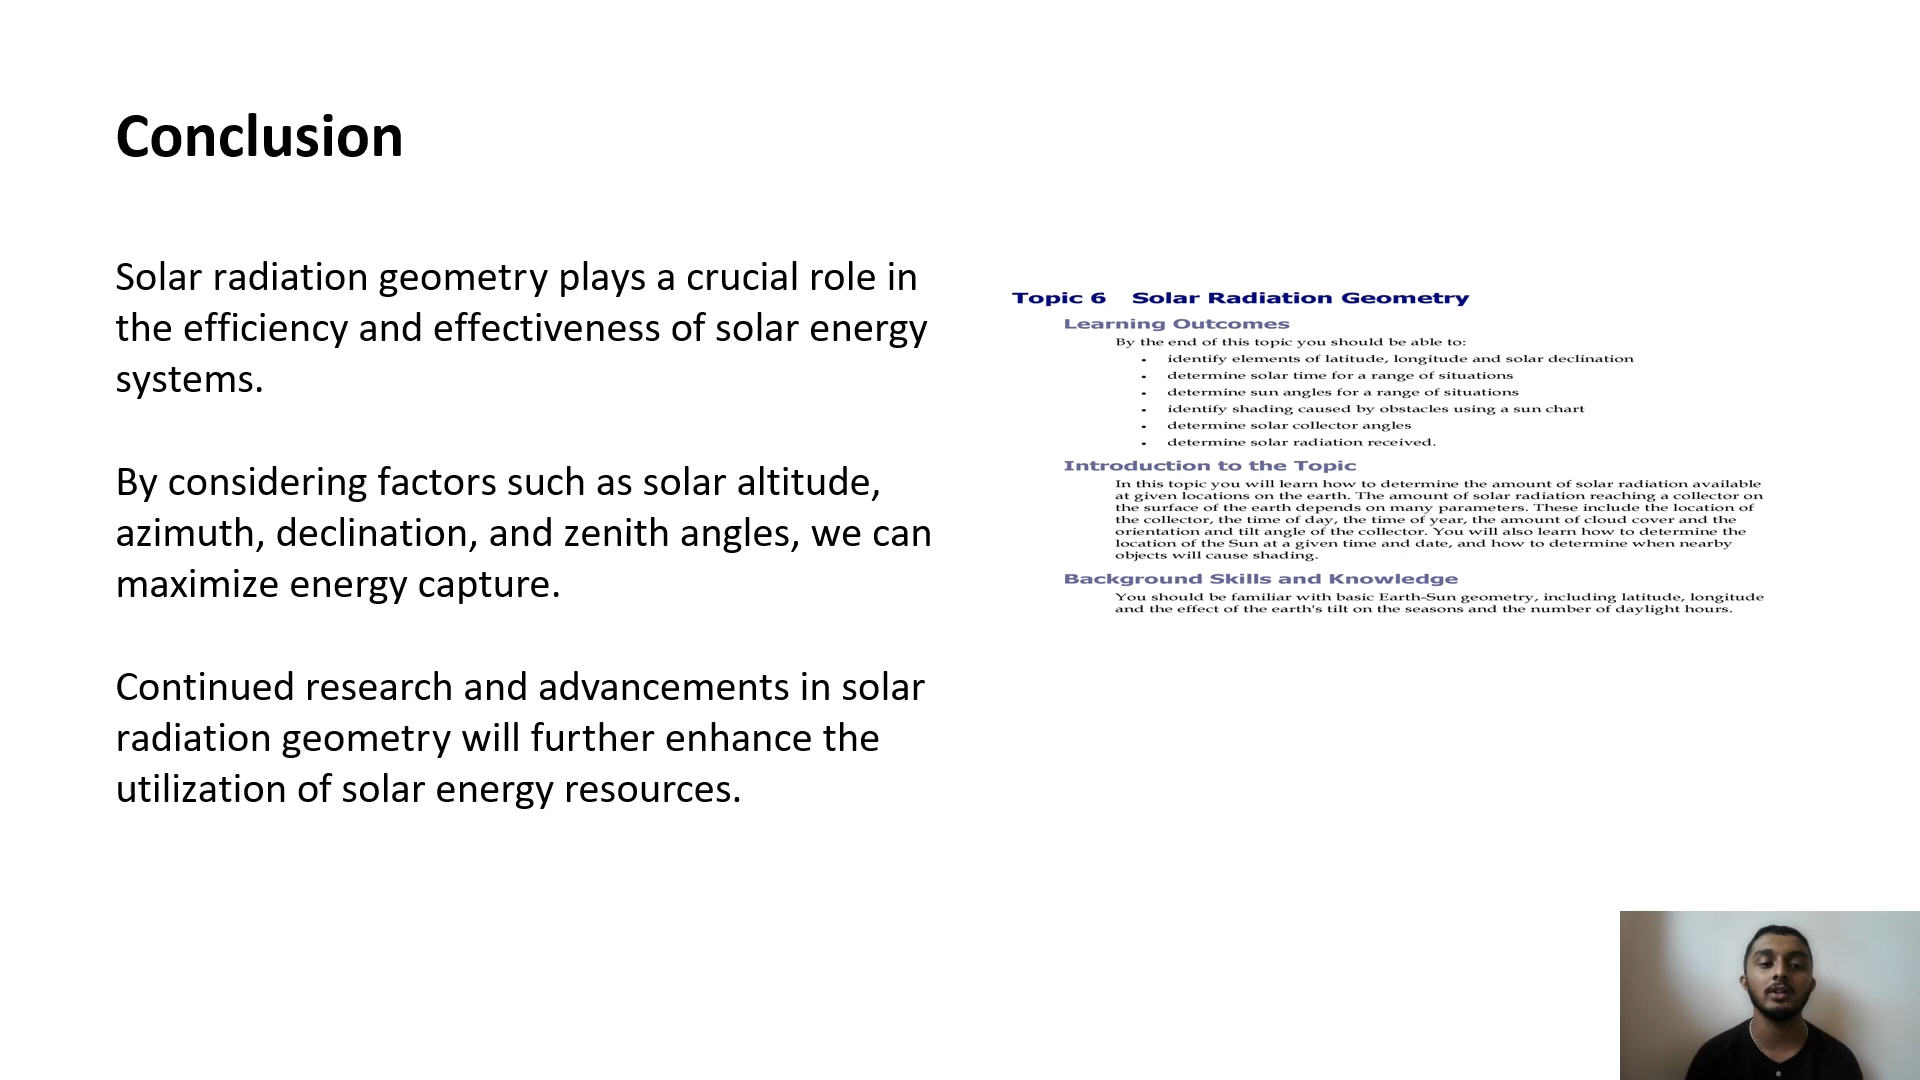 Conclusion
Solar radiation geometry plays a crucial role in
the efficiency and effectiveness of solar energy
systems.
By considering factors such as solar altitude,
azimuth, declination, and zenith angles, we can
maximize energy capture.
Continued research and advancements in solar
radiation geometry will further enhance the
utilization of solar energy resources.
Topic 6 Solar Radiation Geometry
Learning Outcomes
By the end of this topic you should be able to:
• identify elements of latitude, longitude and solar declination
• determine solar time for a range of situations
• determine sun angles for a range of situations
• identify shading caused by obstacles using a sun chart
• determine solar collector angles
• determine solar radiation received.
Introduction to the Topic
In this topic you will learn how to determine the amount of solar radiation available
at given locations on the earth. The amount of solar radiation reaching a collector on
the surface of the earth depends on many parameters. These include the location of
the collector, the time of day, the time of year, the amount of cloud cover and the
orientation and tilt angle of the collector. You will also learn how to determine the
location of the Sun at a given time and date, and how to determine when nearby
objects will cause shading.
Background Skills and Knowledge
You should be familiar with basic Earth-Sun geometry, including latitude, longitude
and the effect of the earth's tilt on the seasons and the number of daylight hours.